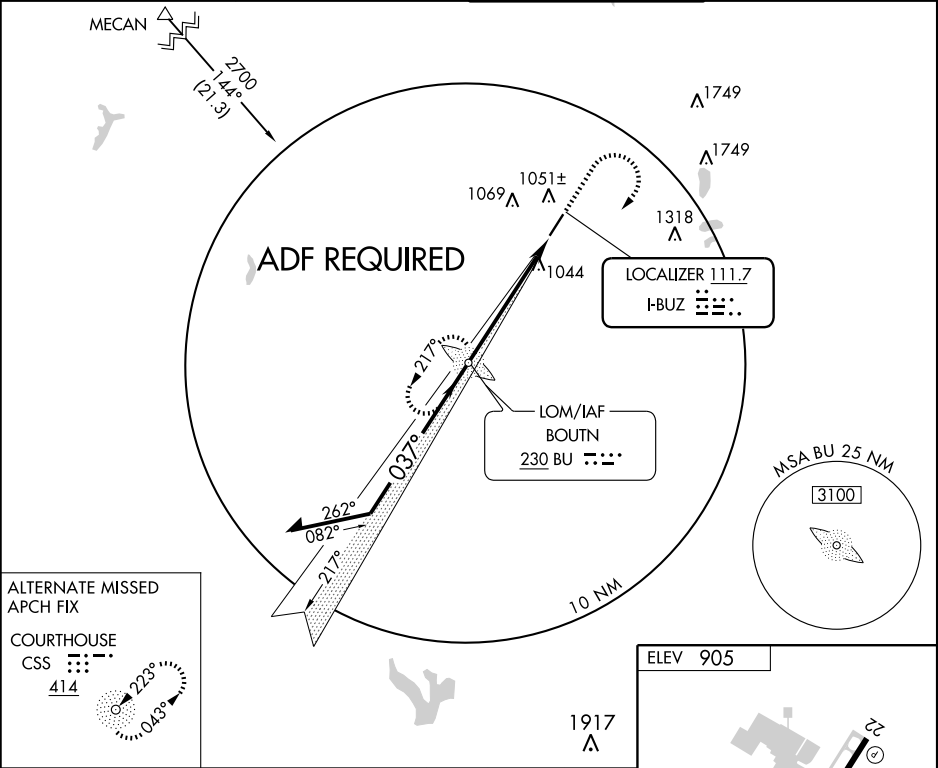 MECAN
2700
144°
(21.3)
1749
1749
1069
1051±
1318
ADF REQUIRED
1044
LOCALIZER 111.7
I-BUZ
217°
LOM/IAF
BOUTN
230 BU
037°
262°
082°
217°
10 NM
MSA BU 25 NM
3100
ALTERNATE MISSED
APCH FIX
COURTHOUSE
CSS
414
223°
043°
1917
ELEV 905
22
P